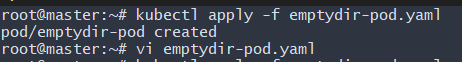 root@master:~# kubectl apply -f emptydir-pod.yaml
pod/emptydir-pod created
root@master:~# vi emptydir-pod.yaml